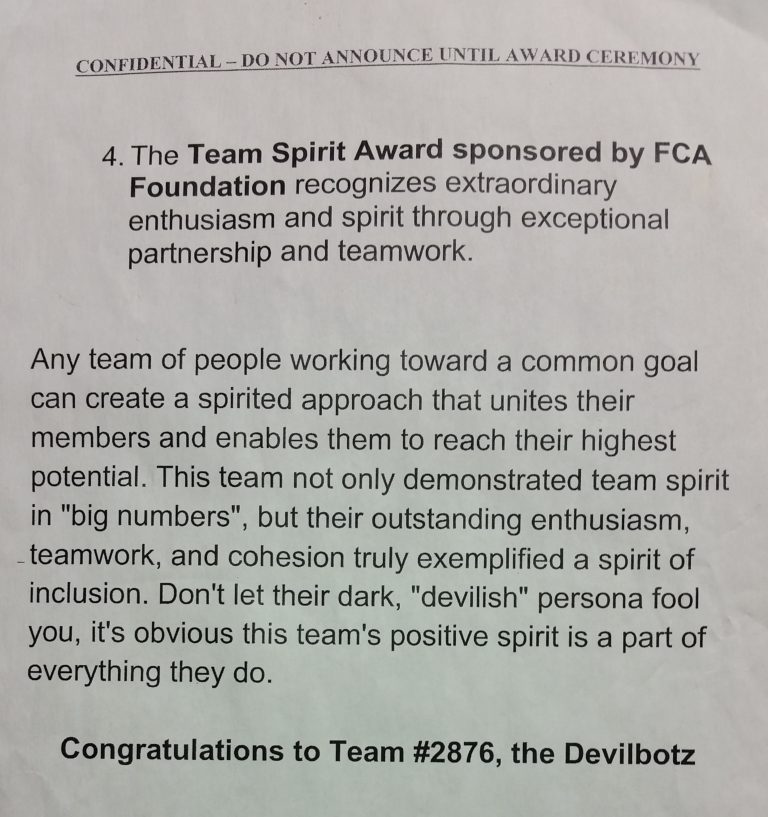 CONFIDENTIAL – DO NOT ANNOUNCE UNTIL AWARD CEREMONY
4. The Team Spirit Award sponsored by FCA
Foundation recognizes extraordinary
enthusiasm and spirit through exceptional
partnership and teamwork.
Any team of people working toward a common goal
can create a spirited approach that unites their
members and enables them to reach their highest
potential. This team not only demonstrated team spirit
in "big numbers", but their outstanding enthusiasm,
teamwork, and cohesion truly exemplified a spirit of
inclusion. Don't let their dark, "devilish" persona fool
you, it's obvious this team's positive spirit is a part of
everything they do.
Congratulations to Team #2876, the Devilbotz